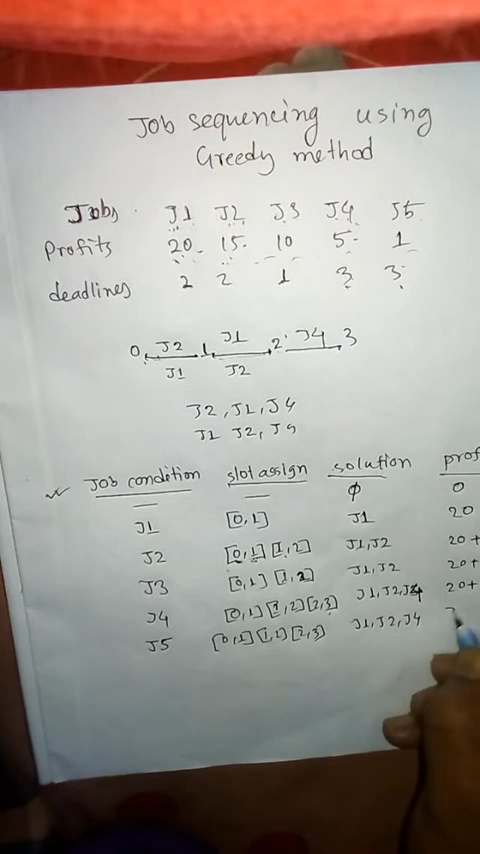 Job sequencing using
Greedy method
Jobs J1 J2 J3 J4 J5
Profits 20 15 10 5 1
deadlines 2 2 1 3 3
0 J2 1 J1 2 J4 3
J1 J2
J2, J1, J4
J1 J2, J4
Job condition slot assign solution prof
— — ϕ 0
J1 [0,1] J1 20
J2 [0,1][1,2] J1,J2 20+
J3 [0,1][1,2] J1,J2 20+
J4 [0,1][1,2][2,3] J1,J2,J4 20+
J5 [0,1][1,2][2,3] J1,J2,J4